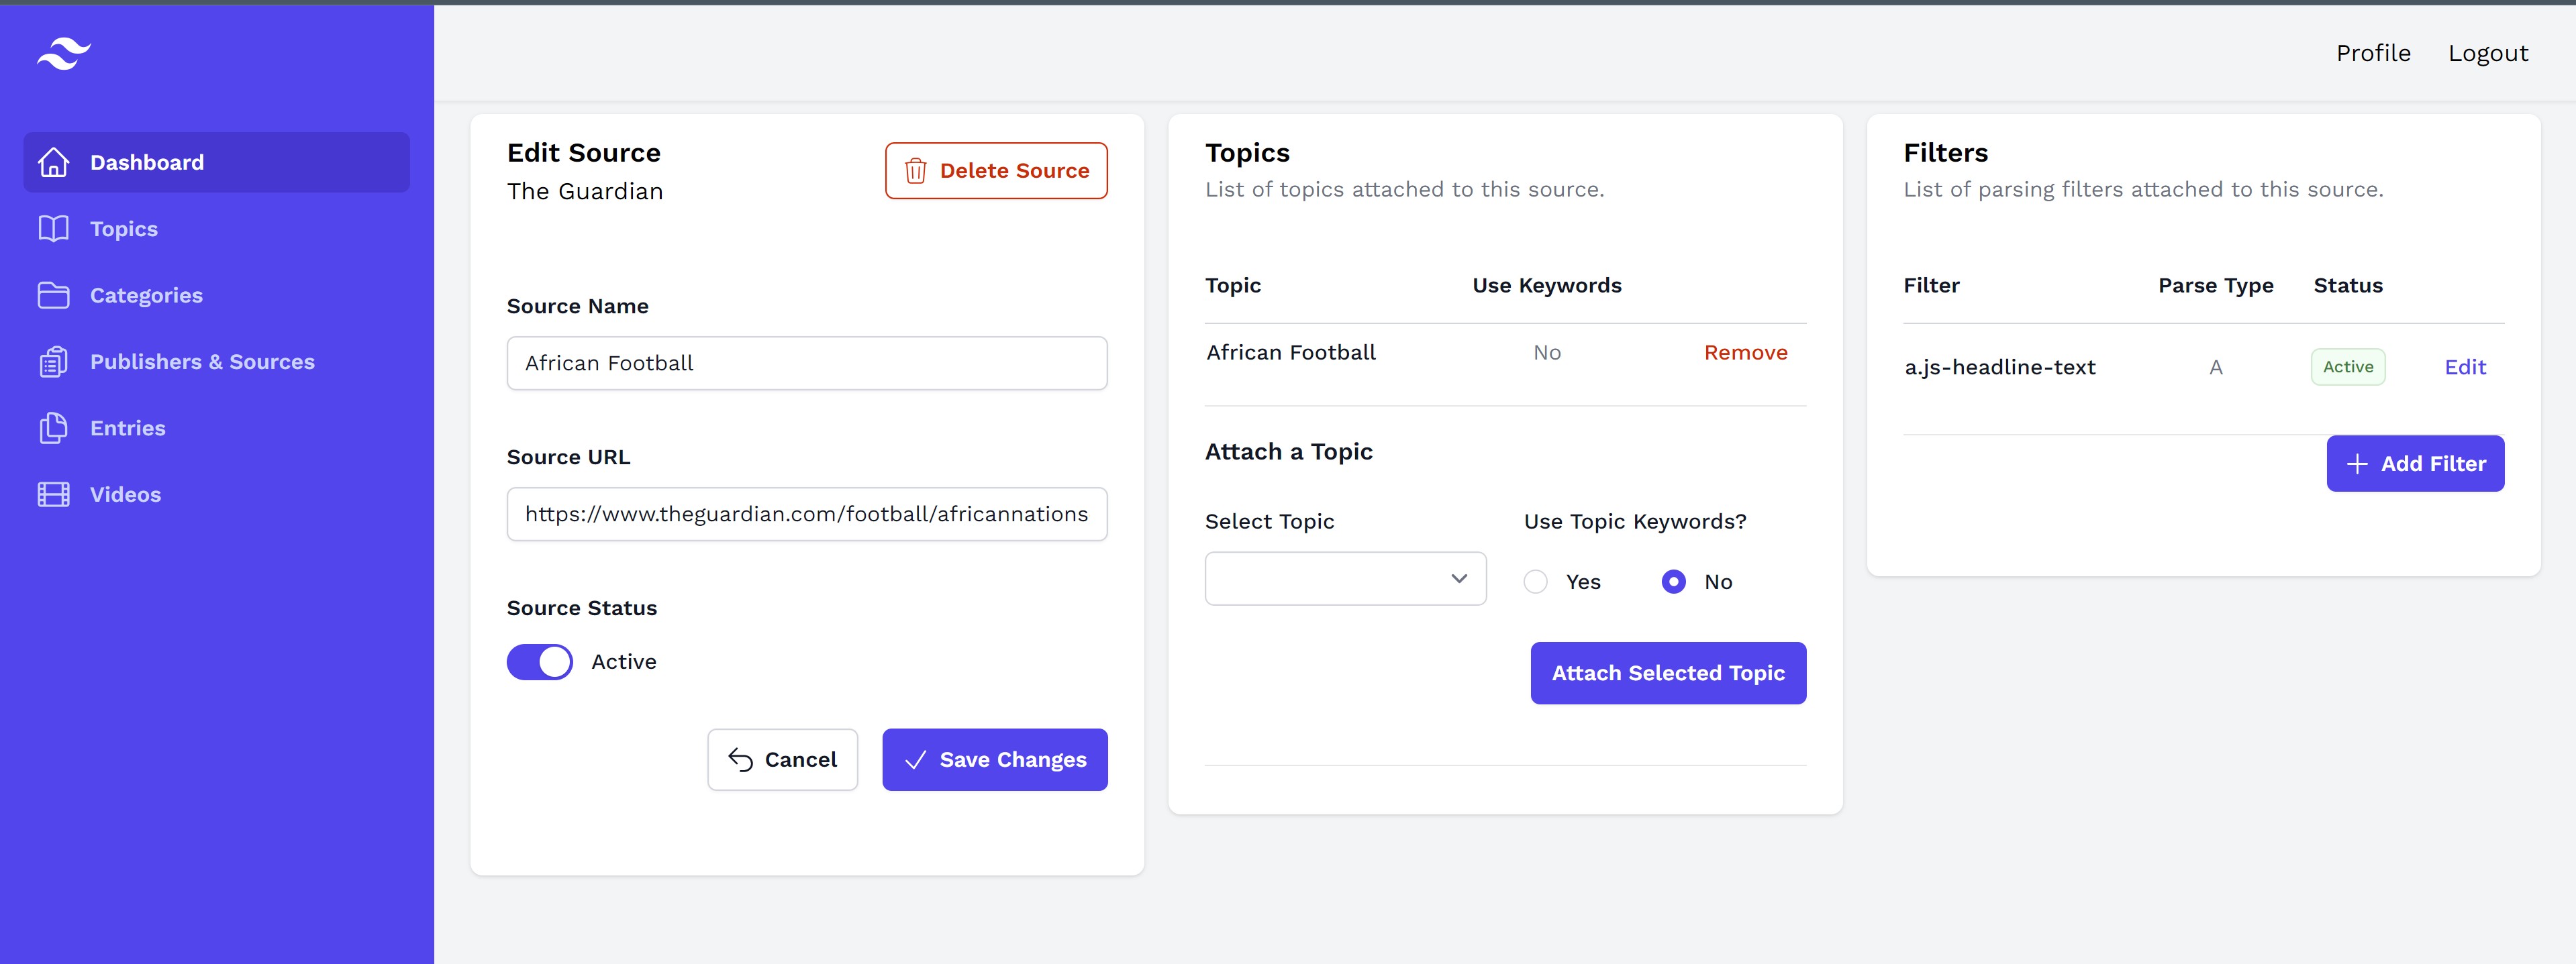 Profile Logout
Dashboard
Topics
Categories
Publishers & Sources
Entries
Videos
Edit Source
The Guardian
Delete Source
Source Name
African Football
Source URL
https://www.theguardian.com/football/africannations
Source Status
Active
Cancel
Save Changes
Topics
List of topics attached to this source.
Topic Use Keywords
African Football No Remove
Attach a Topic
Select Topic
Use Topic Keywords?
Yes No
Attach Selected Topic
Filters
List of parsing filters attached to this source.
Filter Parse Type Status
a.js-headline-text A Active Edit
Add Filter